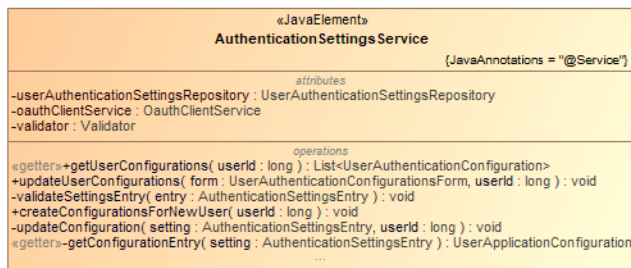 «JavaElement»
AuthenticationSettingsService
{JavaAnnotations = "@Service"}
attributes
-userAuthenticationSettingsRepository : UserAuthenticationSettingsRepository
-oauthClientService : OauthClientService
-validator : Validator
operations
«getter»+getUserConfigurations( userId : long ) : List<UserAuthenticationConfiguration>
+updateUserConfigurations( form : UserAuthenticationConfigurationsForm, userId : long ) : void
-validateSettingsEntry( entry : AuthenticationSettingsEntry ) : void
+createConfigurationsForNewUser( userId : long ) : void
-updateConfiguration( setting : AuthenticationSettingsEntry, userId : long ) : void
«getter»-getConfigurationEntry( setting : AuthenticationSettingsEntry ) : UserApplicationConfiguration
...